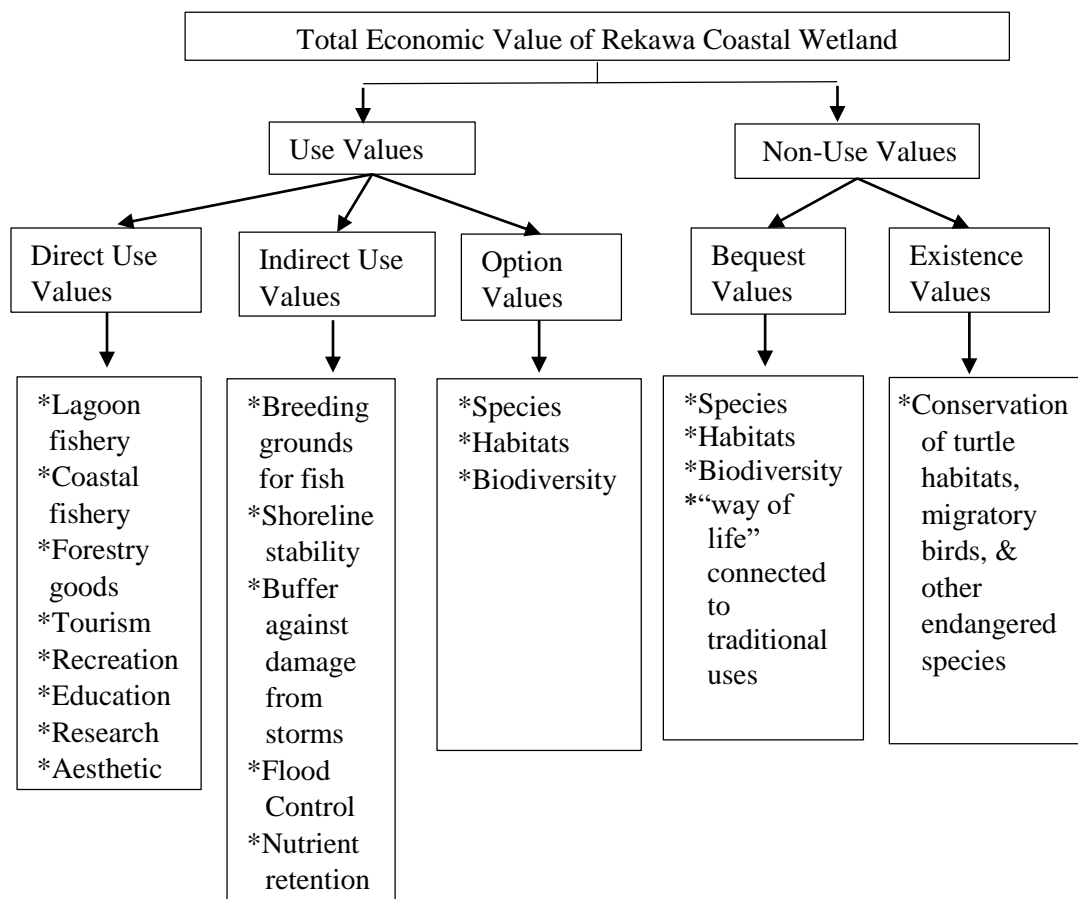 Total Economic Value of Rekawa Coastal Wetland
Use Values
Non-Use Values
Direct Use
Values
Indirect Use
Values
Option
Values
Bequest
Values
Existence
Values
*Lagoon
fishery
*Coastal
fishery
*Forestry
goods
*Tourism
*Recreation
*Education
*Research
*Aesthetic
*Breeding
grounds
for fish
*Shoreline
stability
*Buffer
against
damage
from
storms
*Flood
Control
*Nutrient
retention
*Species
*Habitats
*Biodiversity
*Species
*Habitats
*Biodiversity
*“way of
life”
connected
to
traditional
uses
*Conservation
of turtle
habitats,
migratory
birds, &
other
endangered
species